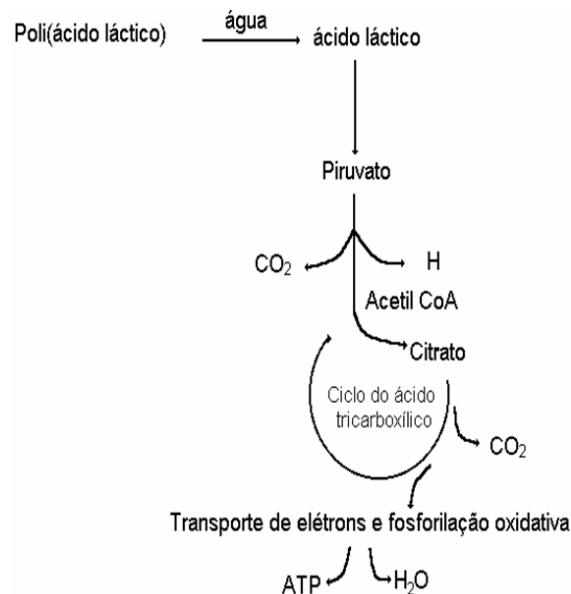 Poli(ácido láctico)
água
ácido láctico
Piruvato
CO₂
H
Acetil CoA
Citrato
Ciclo do ácido
tricarboxílico
CO₂
Transporte de elétrons e fosforilação oxidativa
ATP
H₂O